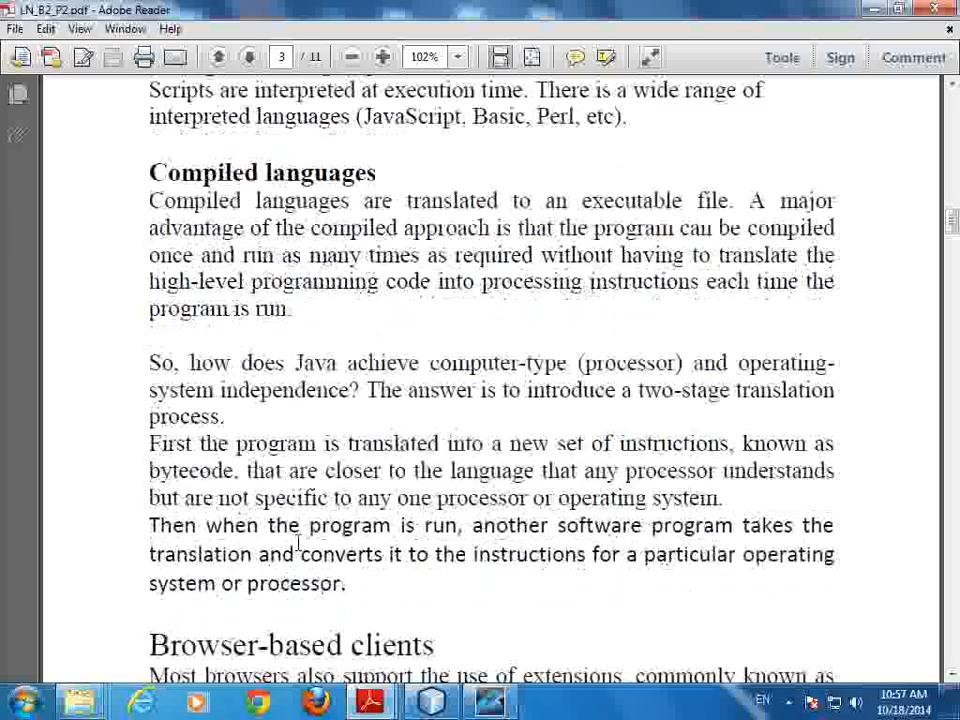 LN_B2_P2.pdf - Adobe Reader
File Edit View Window Help
3 / 11 102% Tools Sign Comment
Scripts are interpreted at execution time. There is a wide range of
interpreted languages (JavaScript, Basic, Perl, etc).
Compiled languages
Compiled languages are translated to an executable file. A major
advantage of the compiled approach is that the program can be compiled
once and run as many times as required without having to translate the
high-level programming code into processing instructions each time the
program is run.
So, how does Java achieve computer-type (processor) and operating-
system independence? The answer is to introduce a two-stage translation
process.
First the program is translated into a new set of instructions, known as
bytecode, that are closer to the language that any processor understands
but are not specific to any one processor or operating system.
Then when the program is run, another software program takes the
translation and converts it to the instructions for a particular operating
system or processor.
Browser-based clients
Most browsers also support the use of extensions, commonly known as
EN
10:57 AM
10/18/2014